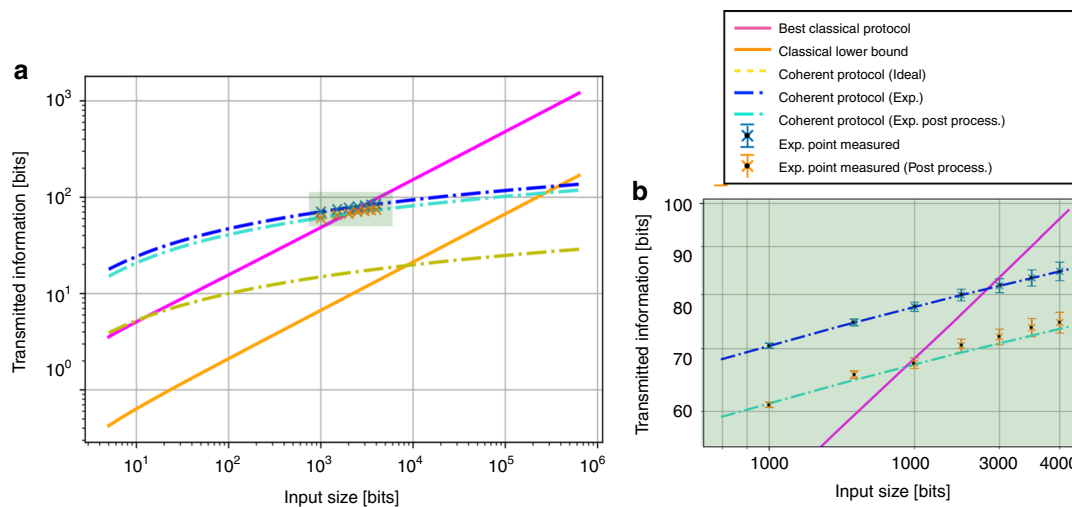 Best classical protocol
Classical lower bound
Coherent protocol (Ideal)
Coherent protocol (Exp.)
Coherent protocol (Exp. post process.)
Exp. point measured
Exp. point measured (Post process.)
a
Transmitted information [bits]
10³
10²
10¹
10⁰
10¹
10²
10³
10⁴
10⁵
10⁶
Input size [bits]
b
Transmitted information [bits]
100
90
80
70
60
1000
1000
3000
4000
Input size [bits]